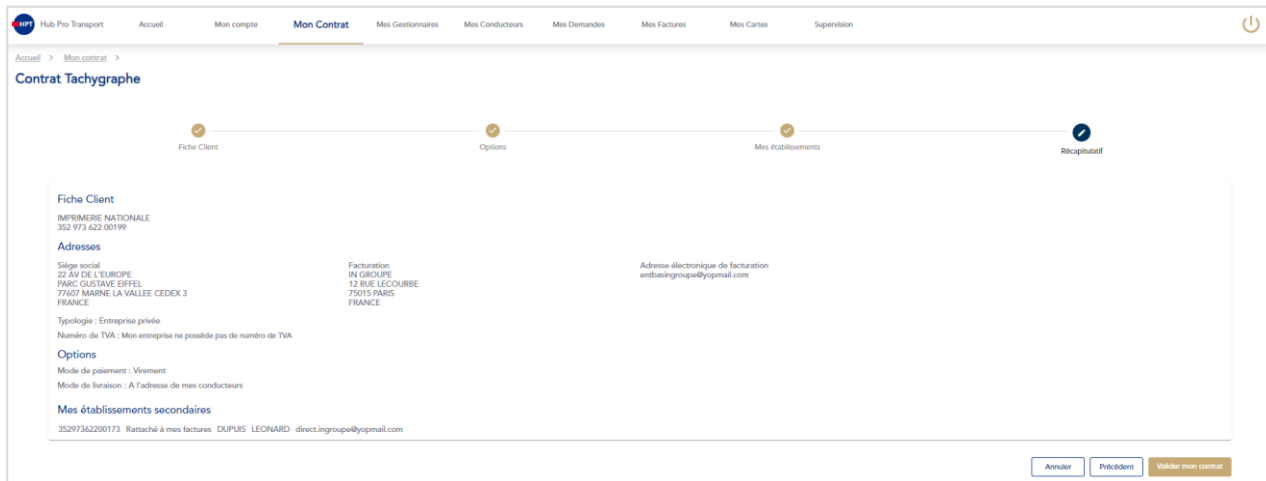 HPT Hub Pro Transport Accueil Mon compte Mon Contrat Mes Gestionnaires Mes Conducteurs Mes Demandes Mes Factures Mes Cartes Supervision
Accueil > Mon contrat >
Contrat Tachygraphe
Fiche Client Options Mes établissements Récapitulatif
Fiche Client
IMPRIMERIE NATIONALE
352 973 622 00199
Adresses
Siège social
22 AV DE L'EUROPE
PARC GUSTAVE EIFFEL
77607 MARNE LA VALLEE CEDEX 3
FRANCE
Facturation
IN GROUPE
12 RUE LECOURBE
75015 PARIS
FRANCE
Adresse électronique de facturation
entbasingroupe@yopmail.com
Typologie : Entreprise privée
Numéro de TVA : Mon entreprise ne possède pas de numéro de TVA
Options
Mode de paiement : Virement
Mode de livraison : A l'adresse de mes conducteurs
Mes établissements secondaires
35297362200173 Rattaché à mes factures DUPUIS LEONARD direct.ingroupe@yopmail.com
Annuler Précédent Valider mon contrat